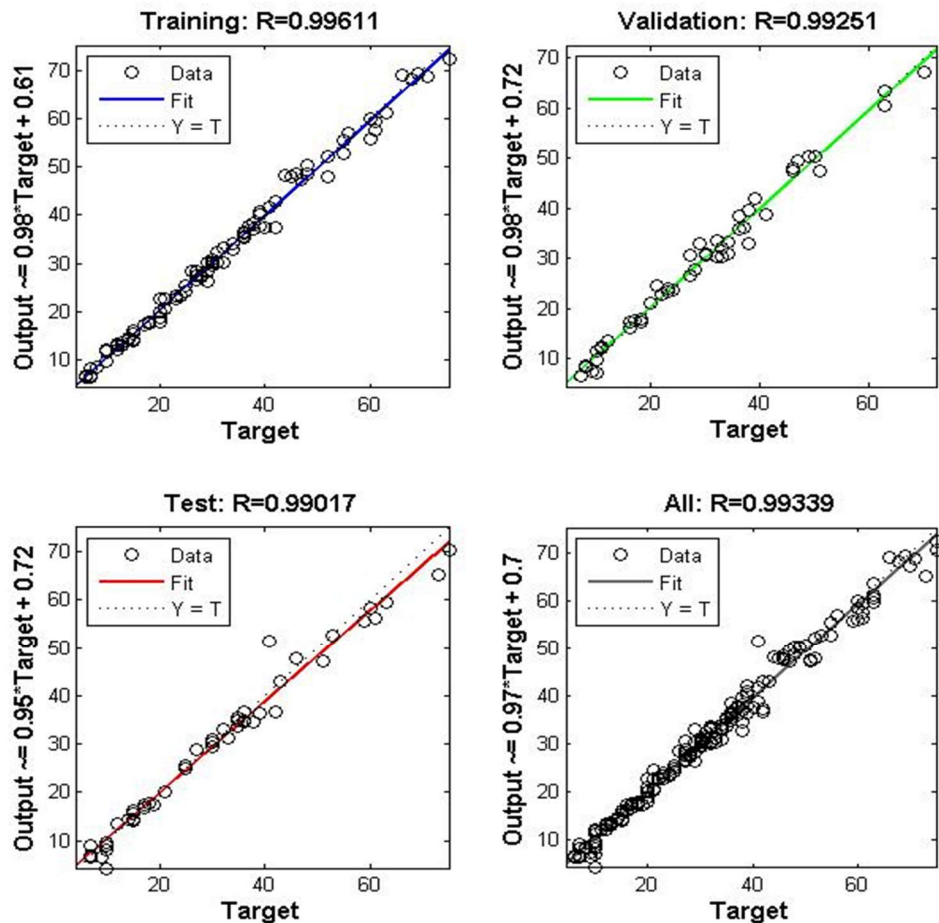 Training: R=0.99611
Output ~= 0.98*Target + 0.61
70
60
50
40
30
20
10
Data
Fit
Y = T
20
40
60
Target
Validation: R=0.99251
Output ~= 0.98*Target + 0.72
70
60
50
40
30
20
10
Data
Fit
Y = T
20
40
60
Target
Test: R=0.99017
Output ~= 0.95*Target + 0.72
70
60
50
40
30
20
10
Data
Fit
Y = T
20
40
60
Target
All: R=0.99339
Output ~= 0.97*Target + 0.7
70
60
50
40
30
20
10
Data
Fit
Y = T
20
40
60
Target